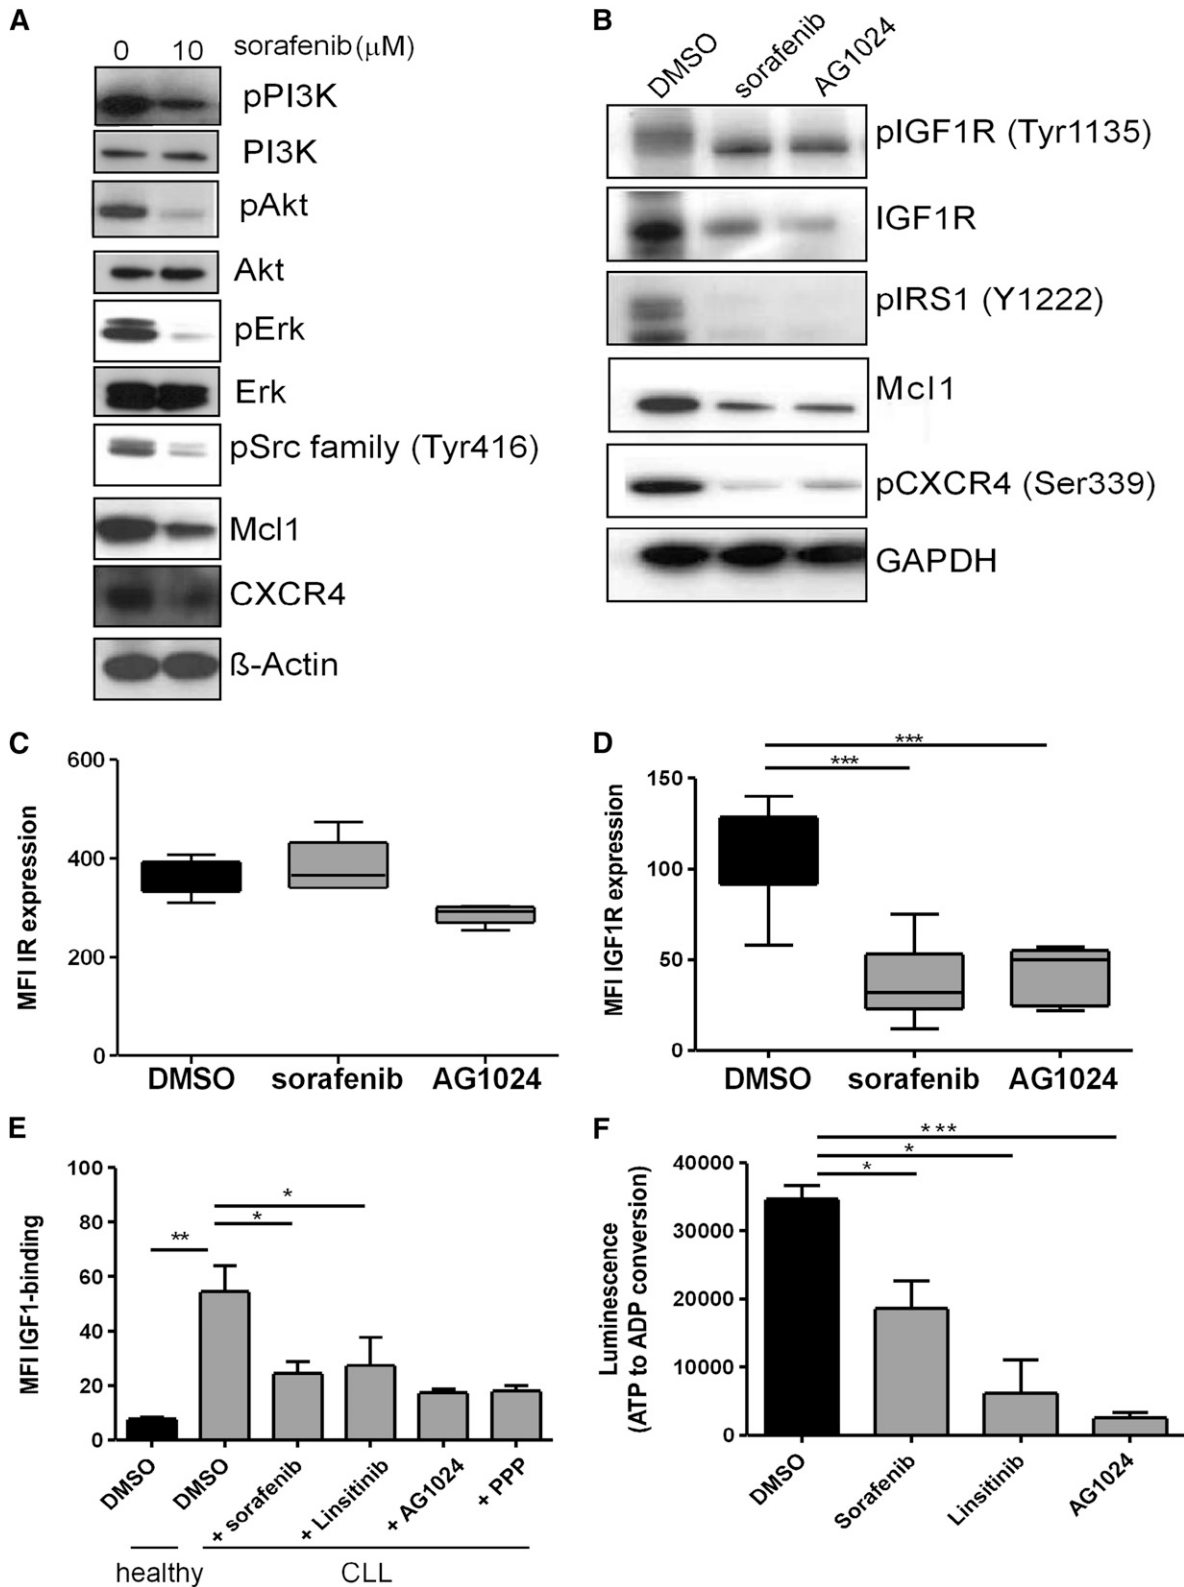 A
0 10 sorafenib (µM)
pPI3K
PI3K
pAkt
Akt
pErk
Erk
pSrc family (Tyr416)
Mcl1
CXCR4
ß-Actin
B
DMSO sorafenib AG1024
pIGF1R (Tyr1135)
IGF1R
pIRS1 (Y1222)
Mcl1
pCXCR4 (Ser339)
GAPDH
C
MFI IR expression
600
400
200
0
DMSO sorafenib AG1024
D
MFI IGF1R expression
***
***
150
100
50
0
DMSO sorafenib AG1024
E
MFI IGF1-binding
100
80
60
40
20
0
*
*
**
DMSO
DMSO
+ sorafenib
+ Linsitinib
+ AG1024
+ PPP
healthy CLL
F
Luminescence
(ATP to ADP conversion)
***
*
*
40000
30000
20000
10000
0
DMSO
Sorafenib
Linsitinib
AG1024